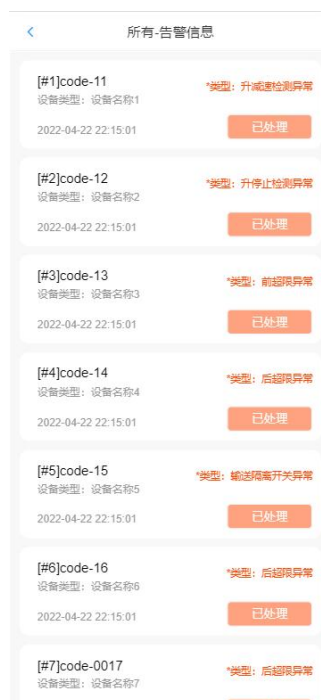 所有-告警信息
[#1]code-11
*类型：升减速检测异常
设备类型：设备名称1
2022-04-22 22:15:01
已处理
[#2]code-12
*类型：升停止检测异常
设备类型：设备名称2
2022-04-22 22:15:01
已处理
[#3]code-13
*类型：前超限异常
设备类型：设备名称3
2022-04-22 22:15:01
已处理
[#4]code-14
*类型：后超限异常
设备类型：设备名称4
2022-04-22 22:15:01
已处理
[#5]code-15
*类型：输送隔离开关异常
设备类型：设备名称5
2022-04-22 22:15:01
已处理
[#6]code-16
*类型：后超限异常
设备类型：设备名称6
2022-04-22 22:15:01
已处理
[#7]code-0017
*类型：后超限异常
设备类型：设备名称7